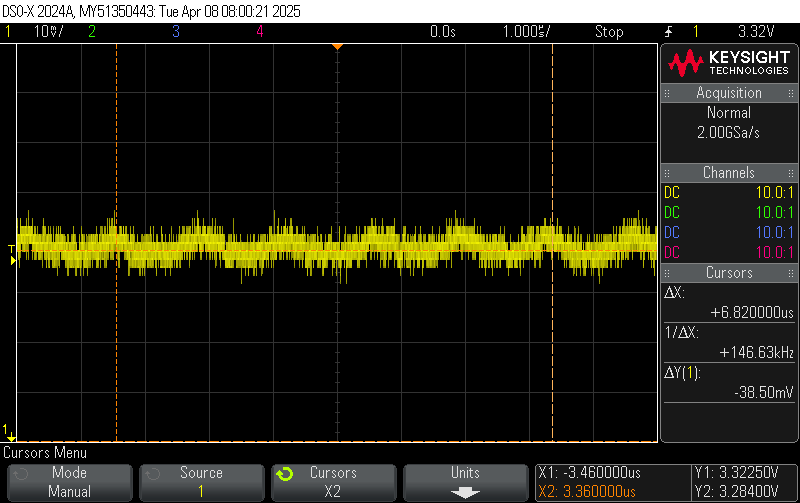 DSO-X 2024A, MY51350443: Tue Apr 08 08:00:21 2025
1 10mV/ 2 3 4 0.0s 1.000us/ Stop 1 3.32V
KEYSIGHT
TECHNOLOGIES
Acquisition
Normal
2.00GSa/s
Channels
DC 10.0:1
DC 10.0:1
DC 10.0:1
DC 10.0:1
Cursors
ΔX:
+6.820000us
1/ΔX:
+146.63kHz
ΔY(1):
-38.50mV
T
1
Cursors Menu
Mode
Manual
Source
1
Cursors
X2
Units
X1: -3.460000us
X2: 3.360000us
Y1: 3.32250V
Y2: 3.28400V